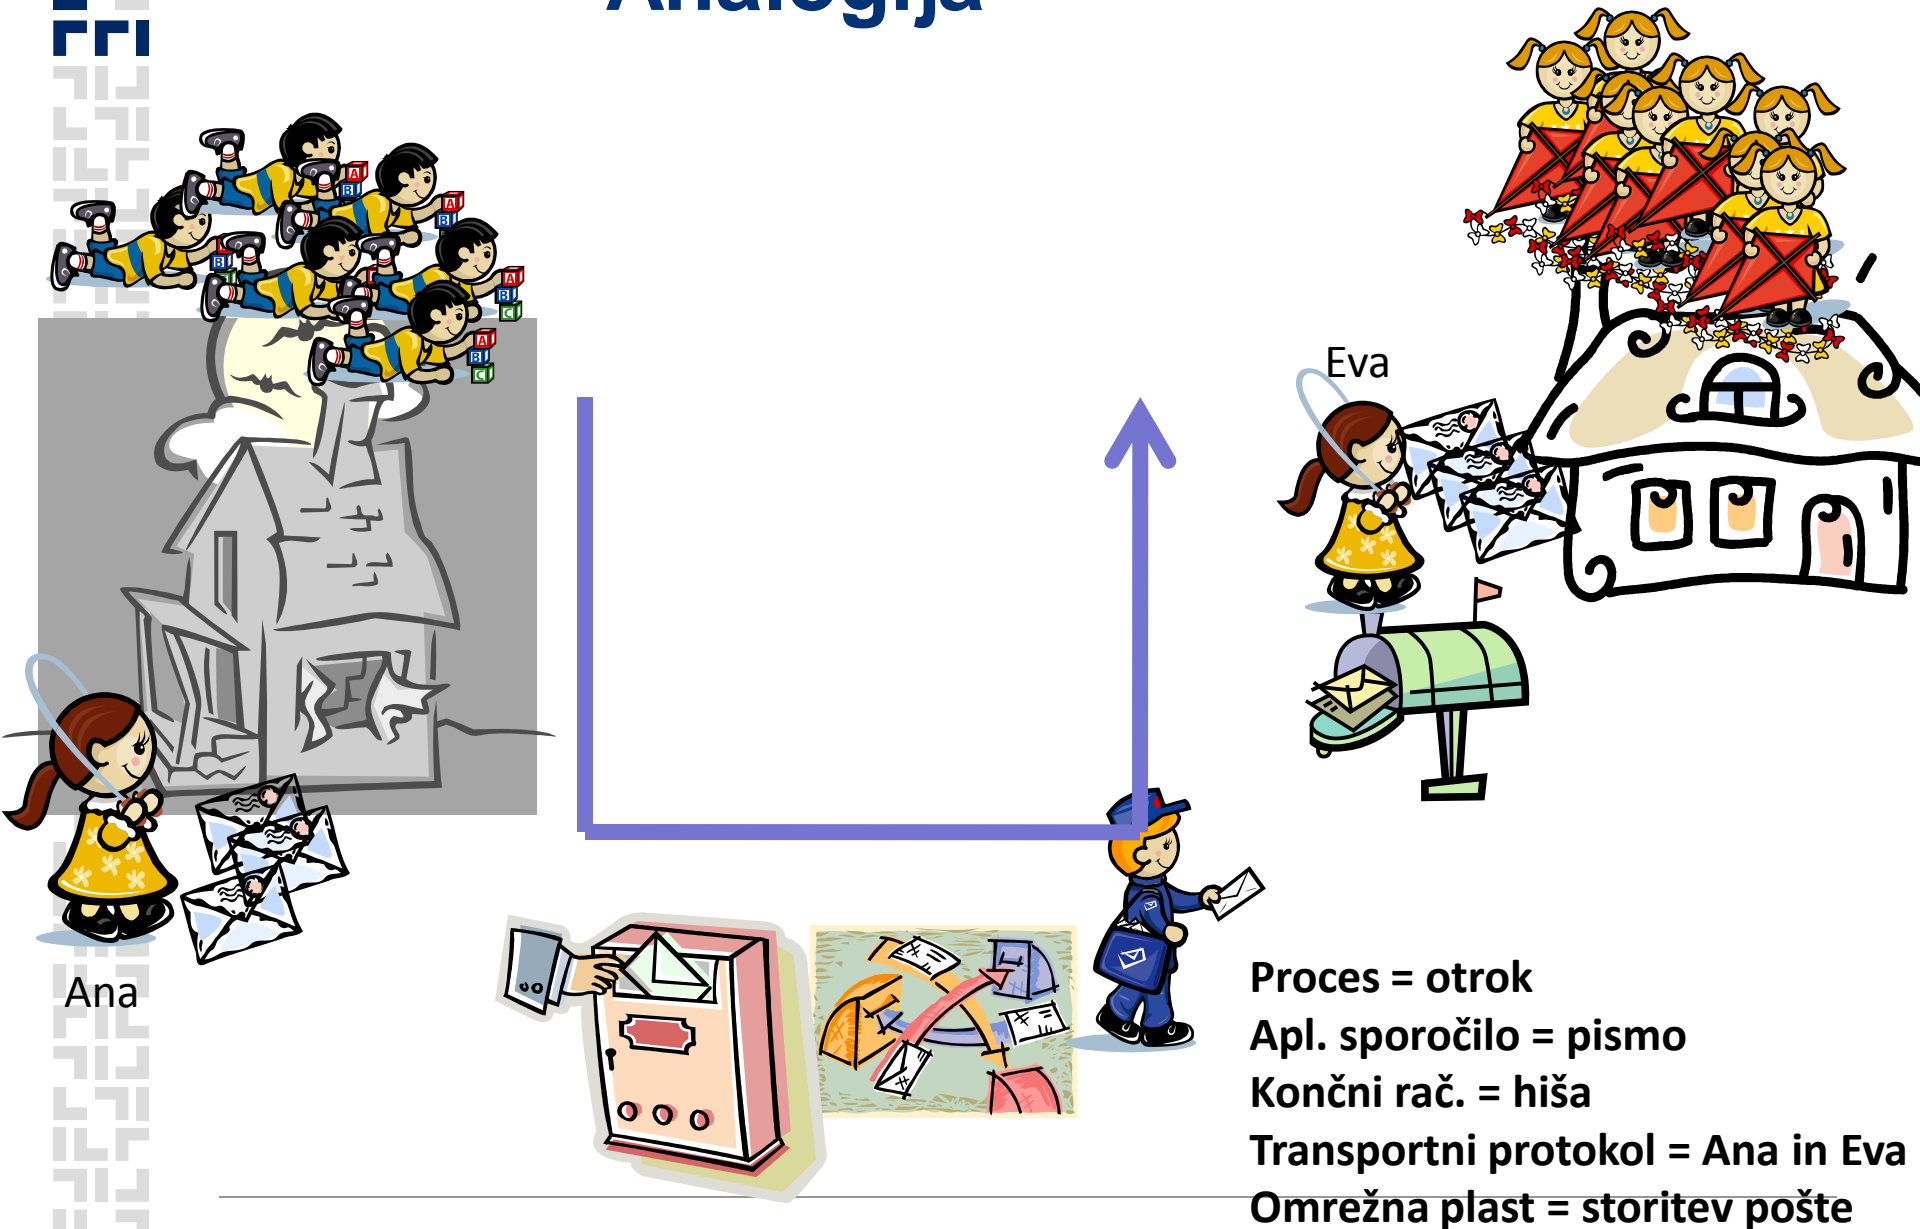 Analogija
Eva
Ana
Proces = otrok
Apl. sporočilo = pismo
Končni rač. = hiša
Transportni protokol = Ana in Eva
Omrežna plast = storitev pošte